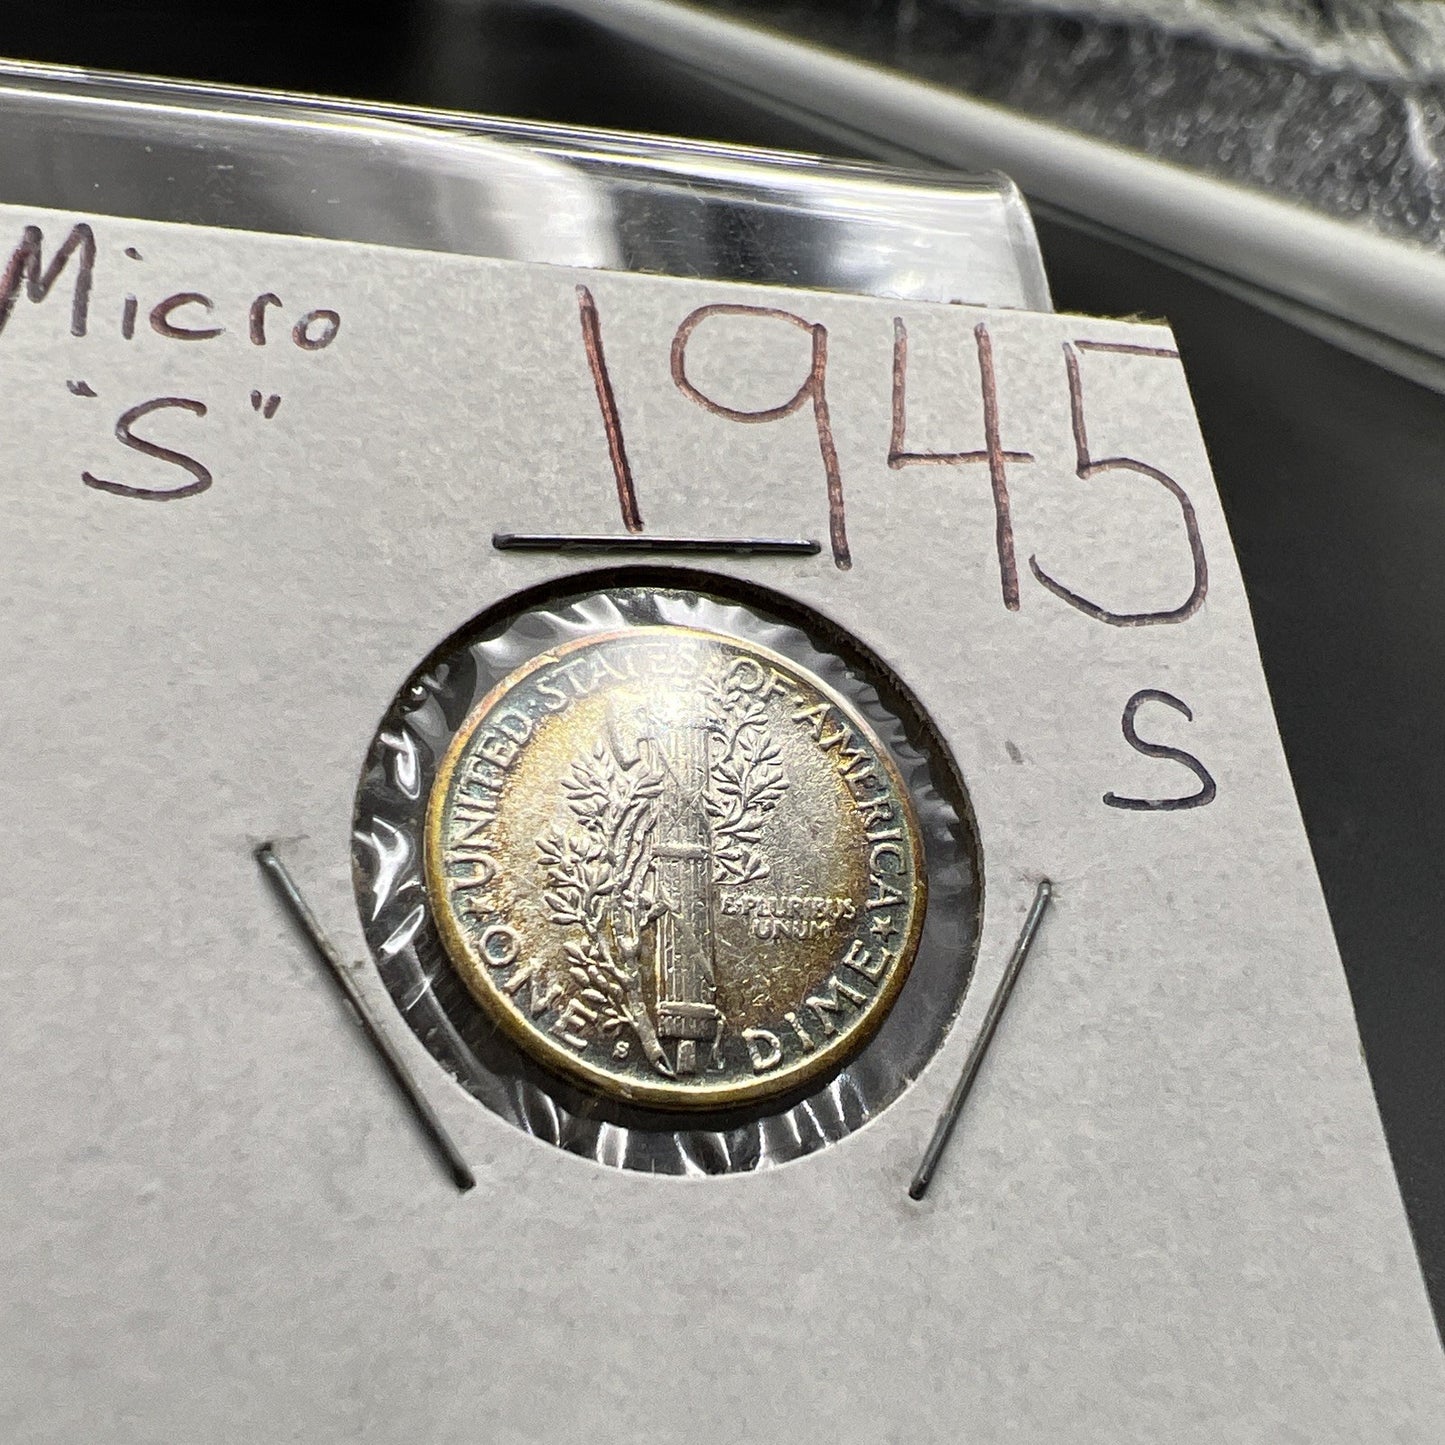 Micro
"S"
1945
S
UNITED·STATES·OF·AMERICA
E·PLURIBUS
UNUM
ONE DIME
S